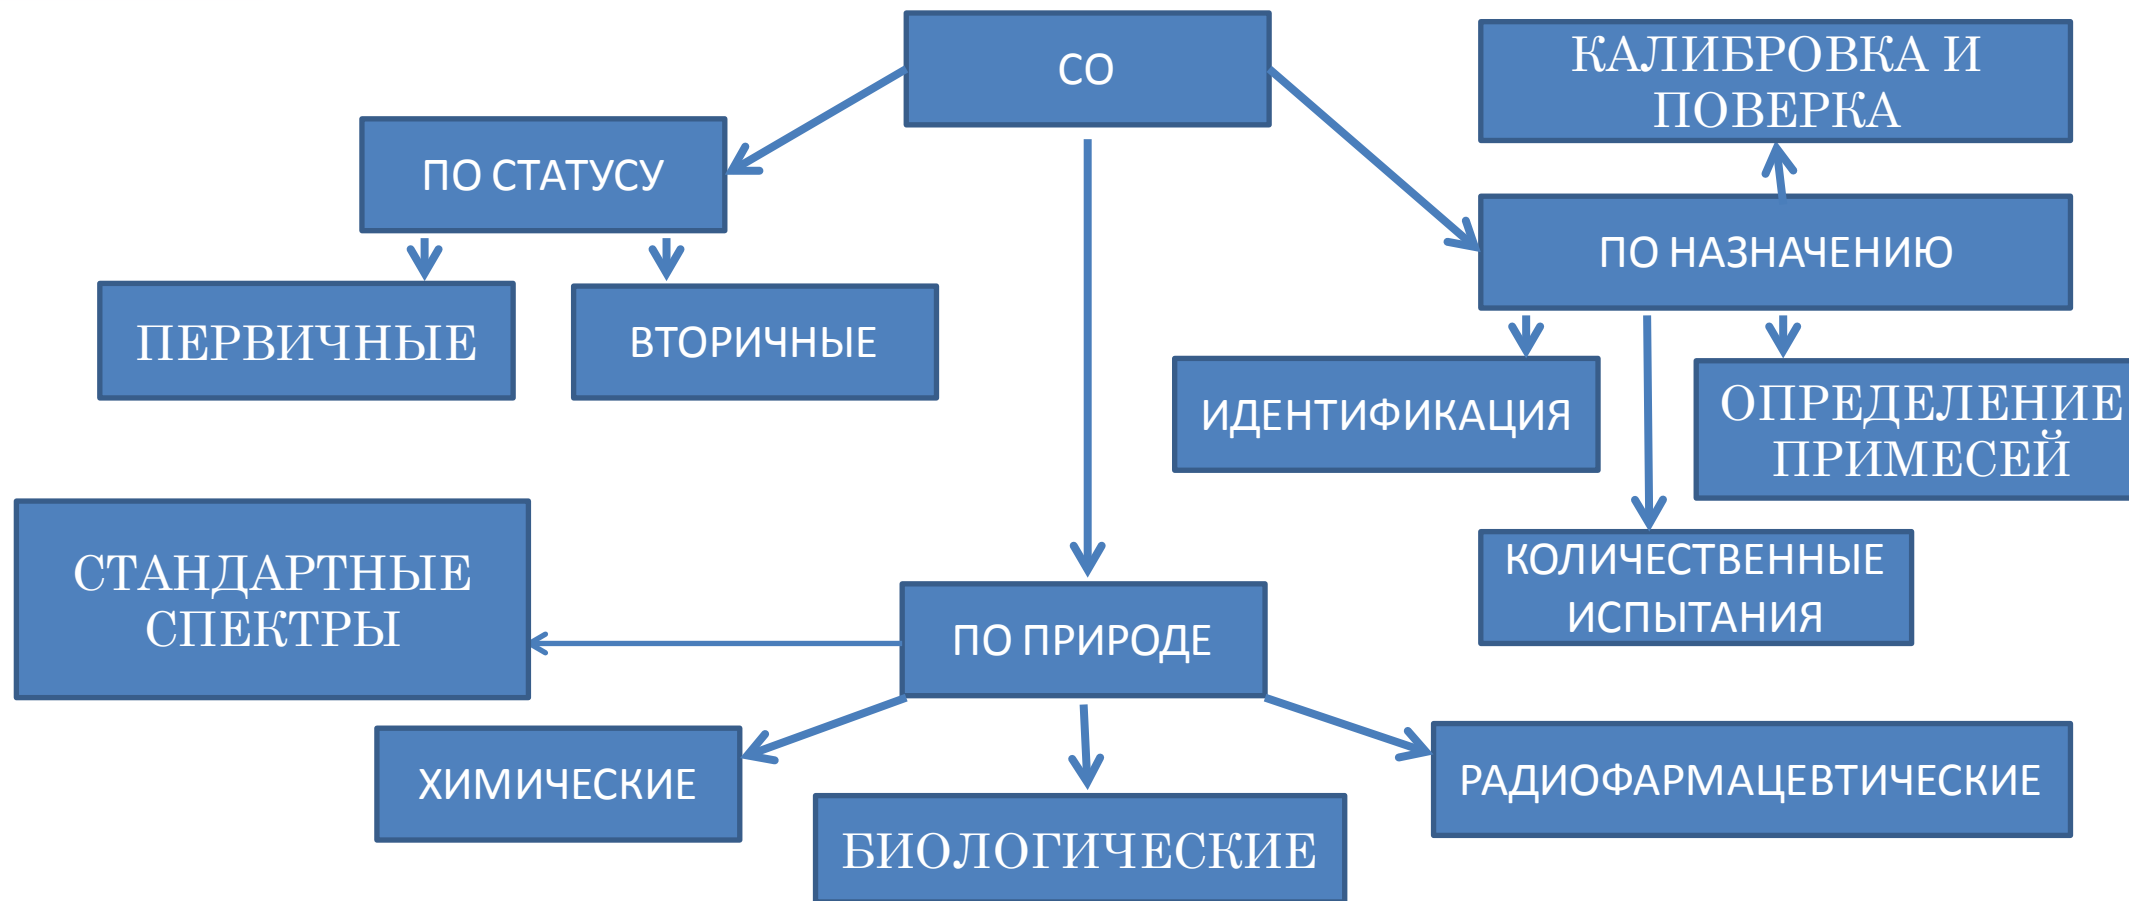 СО
КАЛИБРОВКА И
ПОВЕРКА
ПО СТАТУСУ
ПО НАЗНАЧЕНИЮ
ПЕРВИЧНЫЕ
ВТОРИЧНЫЕ
ИДЕНТИФИКАЦИЯ
ОПРЕДЕЛЕНИЕ
ПРИМЕСЕЙ
КОЛИЧЕСТВЕННЫЕ
ИСПЫТАНИЯ
СТАНДАРТНЫЕ
СПЕКТРЫ
ПО ПРИРОДЕ
ХИМИЧЕСКИЕ
БИОЛОГИЧЕСКИЕ
РАДИОФАРМАЦЕВТИЧЕСКИЕ